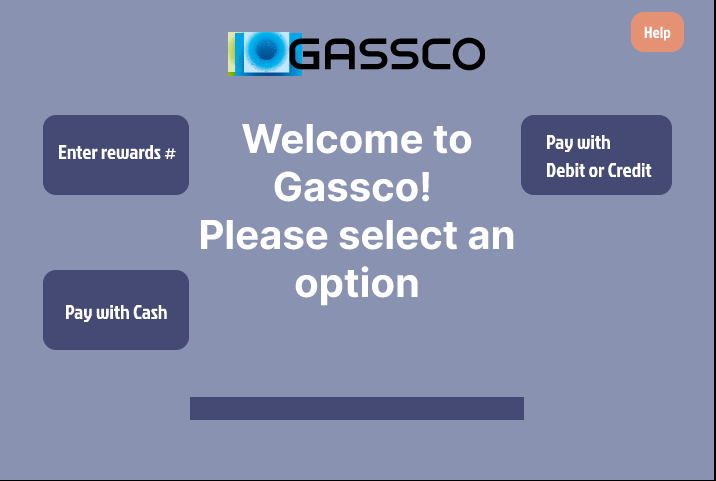 Help
GASSCO
Enter rewards #
Welcome to
Gassco!
Please select an
option
Pay with
Debit or Credit
Pay with Cash